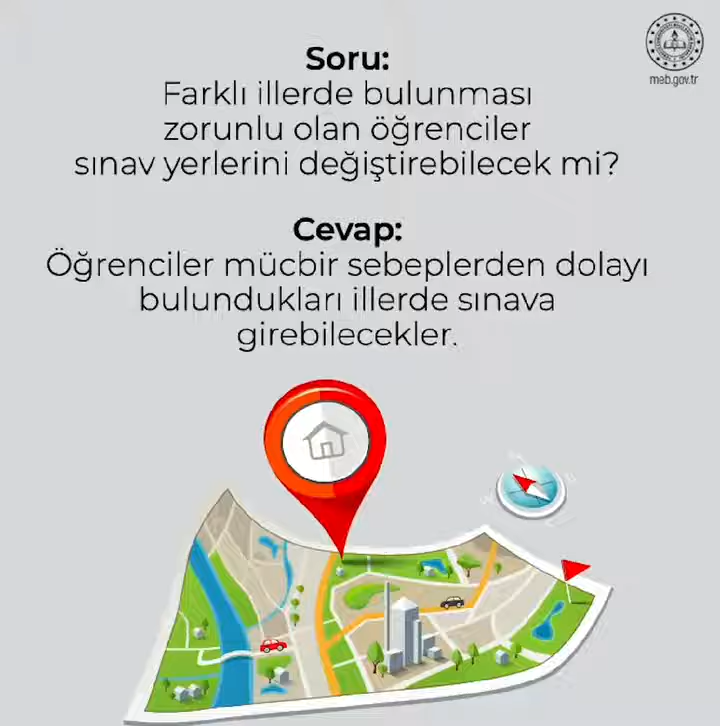 meb.gov.tr
Soru:
Farklı illerde bulunması
zorunlu olan öğrenciler
sınav yerlerini değiştirebilecek mi?
Cevap:
Öğrenciler mücbir sebeplerden dolayı
bulundukları illerde sınava
girebilecekler.